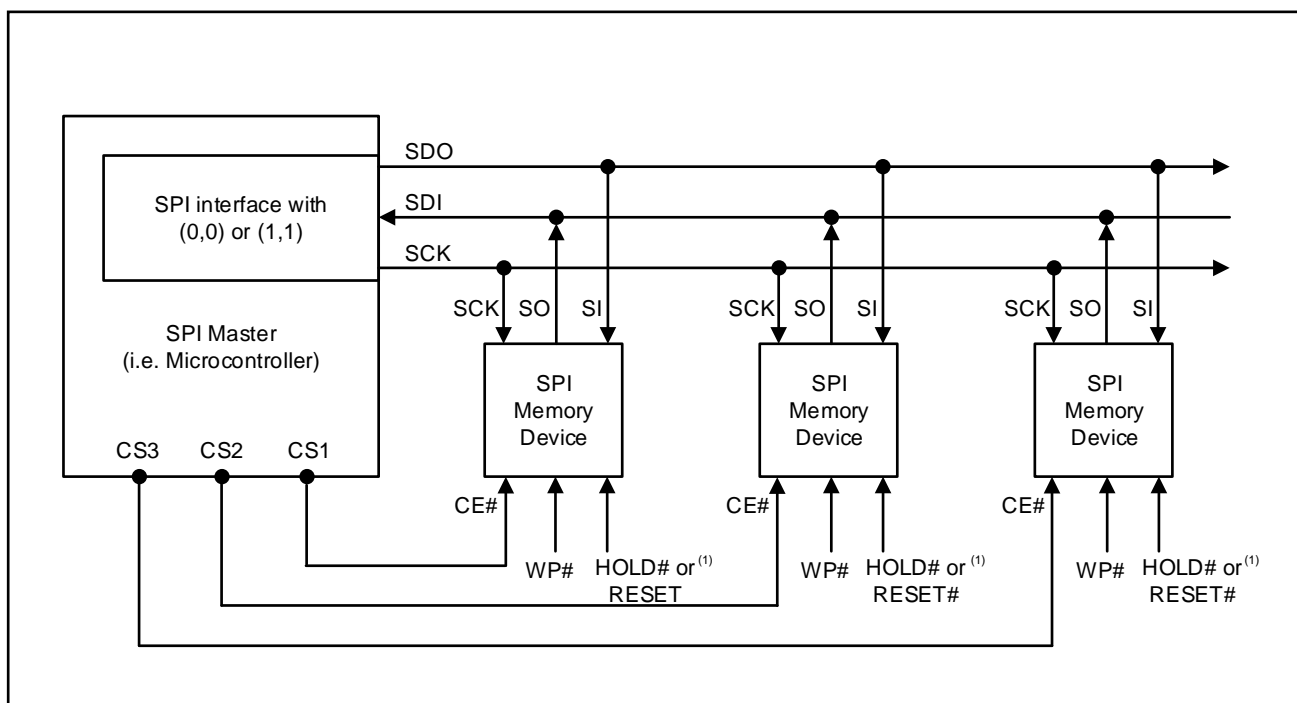 SDO
SPI interface with
(0,0) or (1,1)
SDI
SCK
SPI Master
(i.e. Microcontroller)
CS3
CS2
CS1
SCK
SO
SI
SPI
Memory
Device
CE#
WP#
HOLD# or (1)
RESET
SCK
SO
SI
SPI
Memory
Device
CE#
WP#
HOLD# or (1)
RESET#
SCK
SO
SI
SPI
Memory
Device
CE#
WP#
HOLD# or (1)
RESET#